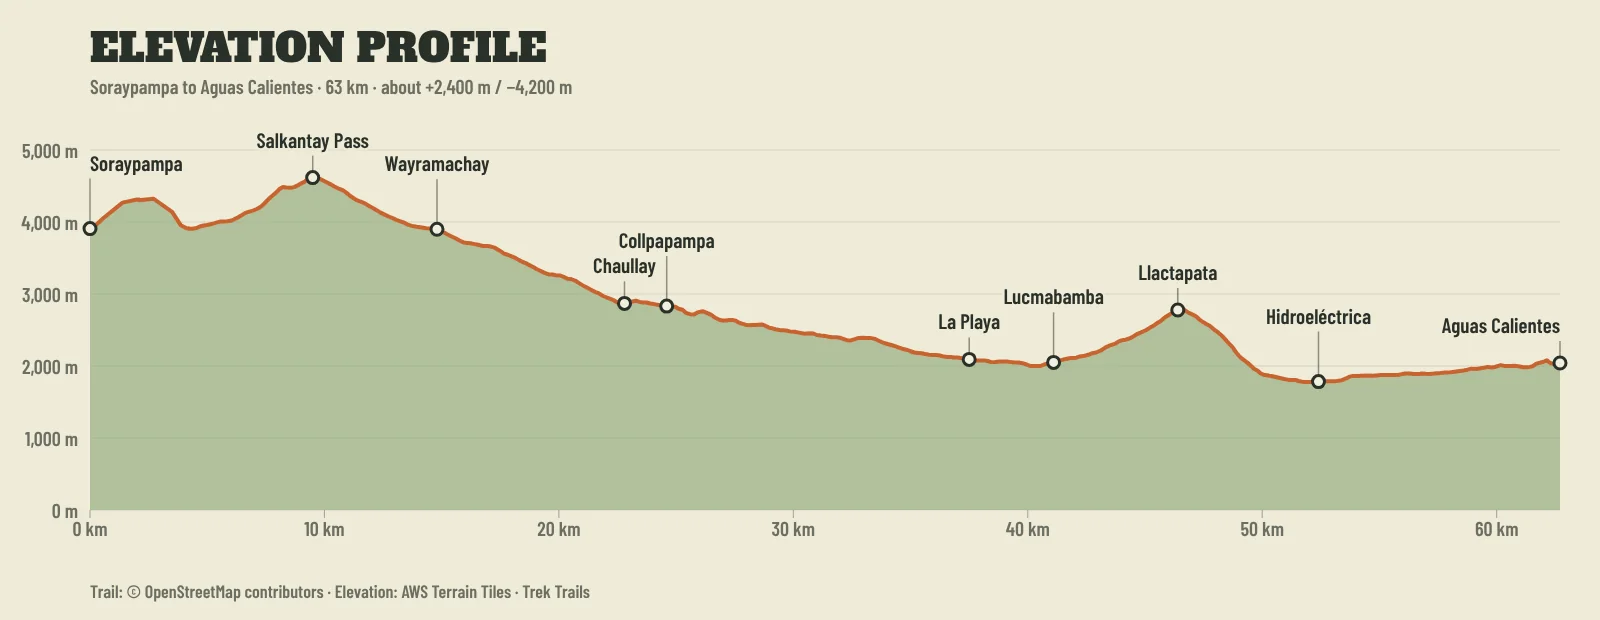 ELEVATION PROFILE
Soraypampa to Aguas Calientes · 63 km · about +2,400 m / −4,200 m
Salkantay Pass
5,000 m
Soraypampa
Wayramachay
4,000 m
Collpapampa
Chaullay
Llactapata
3,000 m
Lucmabamba
Hidroeléctrica
La Playa
Aguas Calientes
2,000 m
1,000 m
0 m
0 km 10 km 20 km 30 km 40 km 50 km 60 km
Trail: © OpenStreetMap contributors · Elevation: AWS Terrain Tiles · Trek Trails